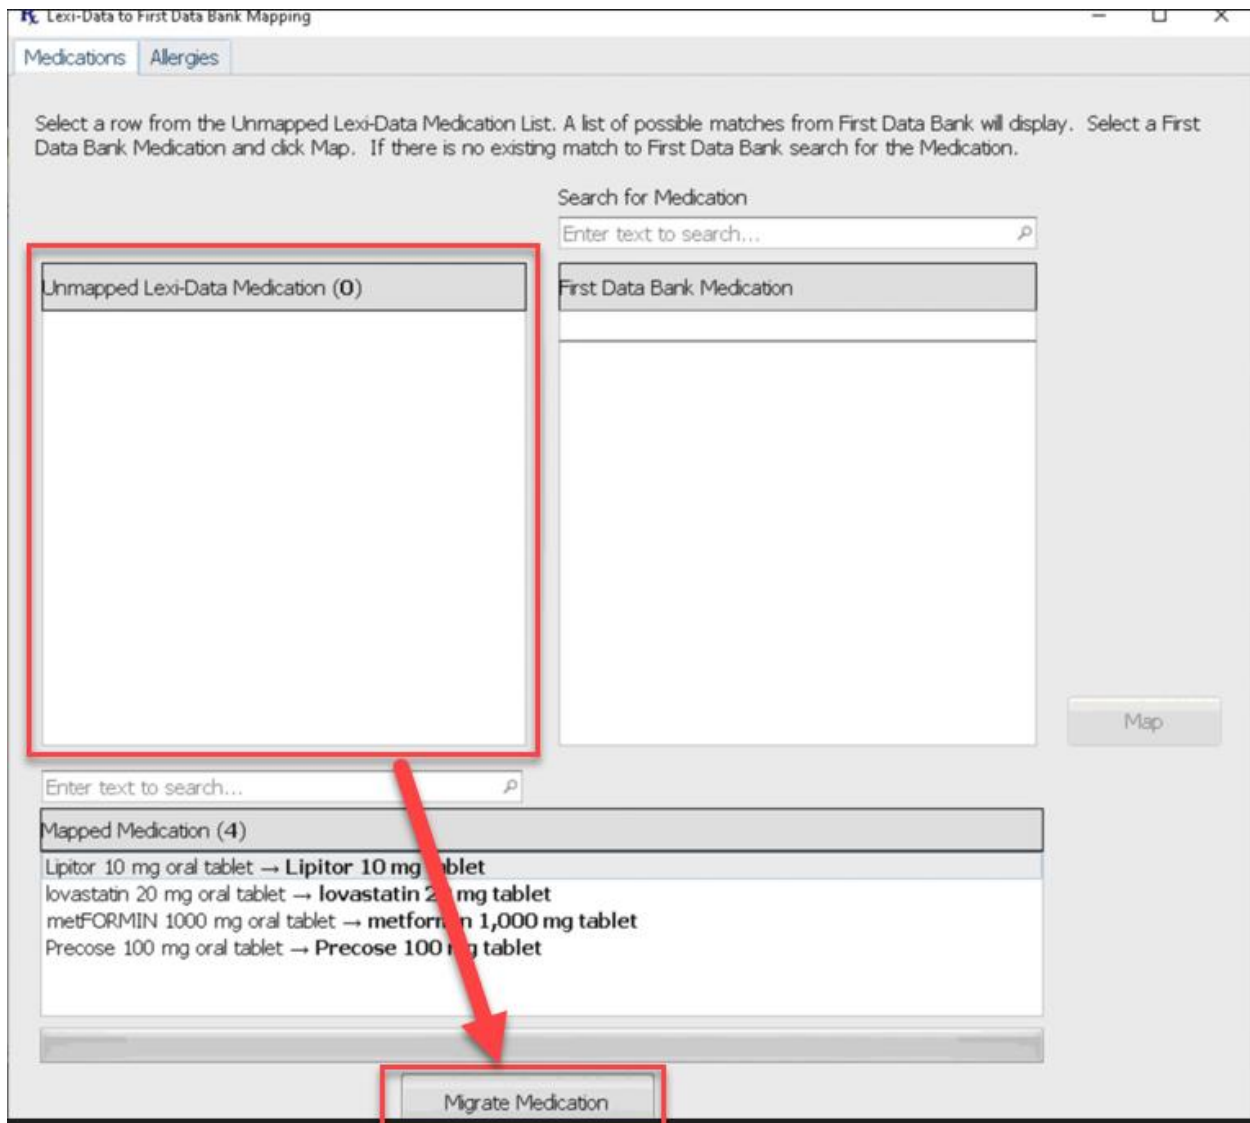 Lexi-Data to First Data Bank Mapping
Medications Allergies
Select a row from the Unmapped Lexi-Data Medication List. A list of possible matches from First Data Bank will display. Select a First
Data Bank Medication and click Map. If there is no existing match to First Data Bank search for the Medication.
Search for Medication
Enter text to search...
Unmapped Lexi-Data Medication (0)
First Data Bank Medication
Map
Enter text to search...
Mapped Medication (4)
Lipitor 10 mg oral tablet → Lipitor 10 mg tablet
lovastatin 20 mg oral tablet → lovastatin 20 mg tablet
metFORMIN 1000 mg oral tablet → metformin 1,000 mg tablet
Precose 100 mg oral tablet → Precose 100 mg tablet
Migrate Medication